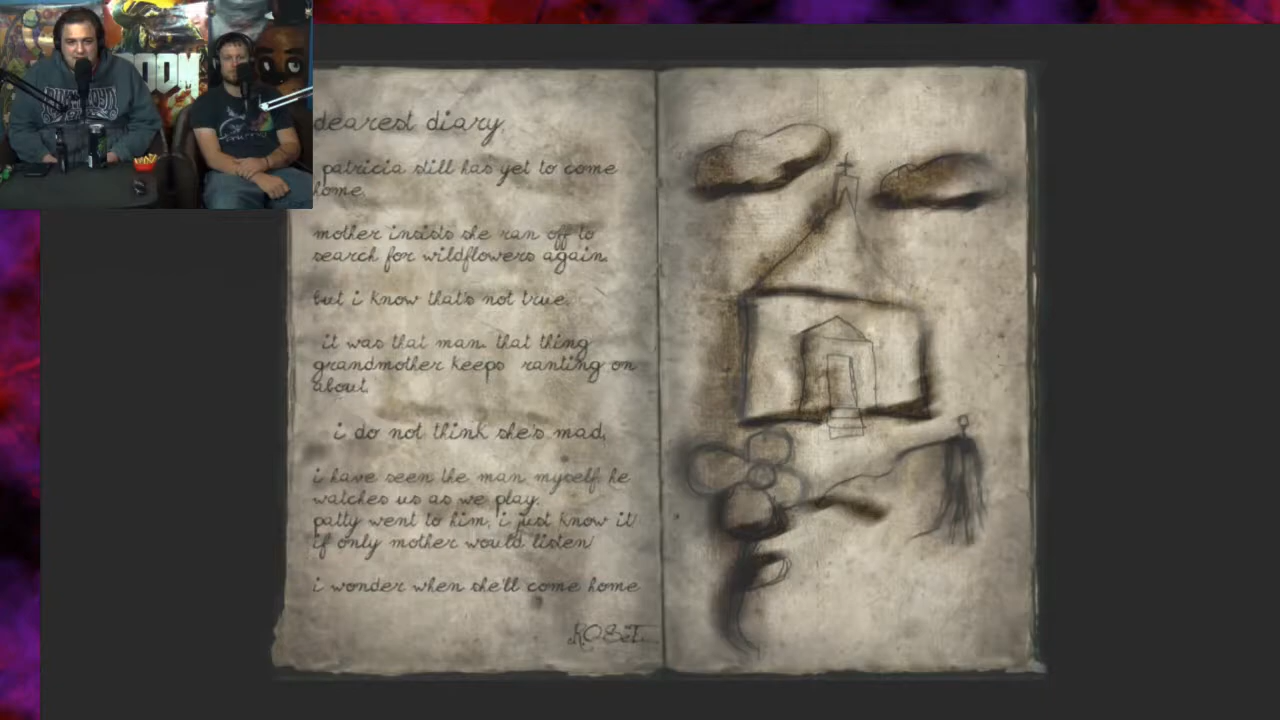 DOOM
dearest diary,
patricia still has yet to come
home.
mother insists she ran off to
search for wildflowers again.
but i know that's not true.
it was that man. that thing
grandmother keeps ranting on
about.
i do not think she's mad,
i have seen the man myself. he
watches us as we play.
patty went to him, i just know it!
if only mother would listen!
i wonder when she'll come home